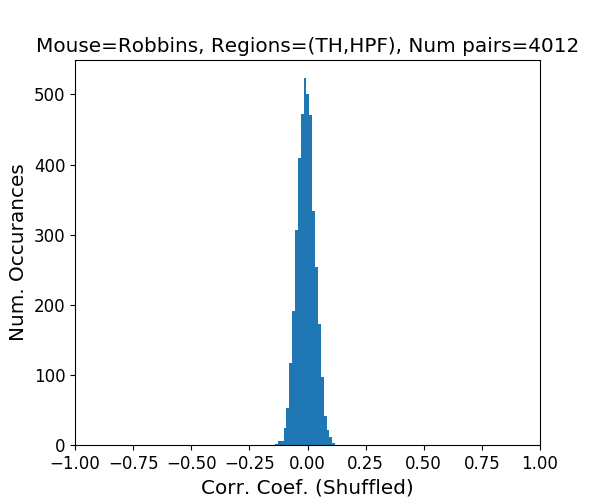 Mouse=Robbins, Regions=(TH,HPF), Num pairs=4012
Num. Occurances
500
400
300
200
100
0
−1.00 −0.75 −0.50 −0.25 0.00 0.25 0.50 0.75 1.00
Corr. Coef. (Shuffled)